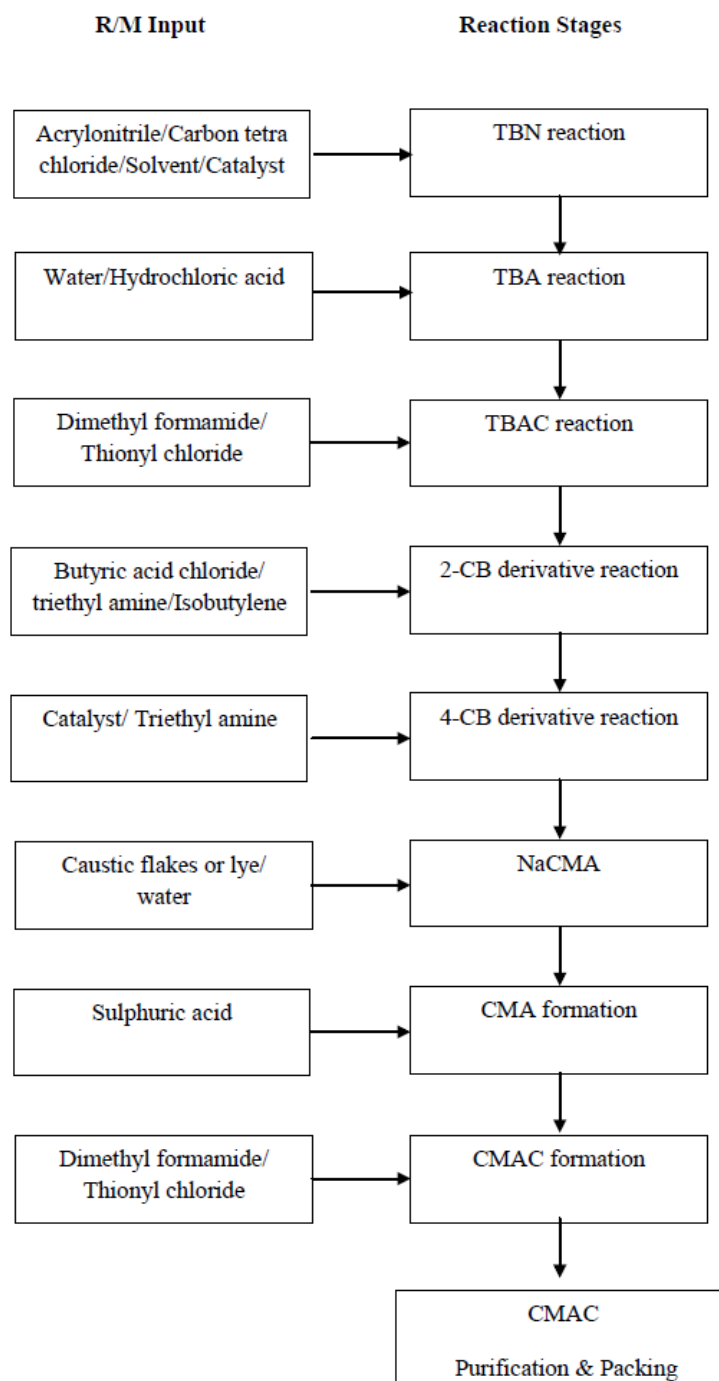 R/M Input
Reaction Stages
Acrylonitrile/Carbon tetra
chloride/Solvent/Catalyst
TBN reaction
Water/Hydrochloric acid
TBA reaction
Dimethyl formamide/
Thionyl chloride
TBAC reaction
Butyric acid chloride/
triethyl amine/Isobutylene
2-CB derivative reaction
Catalyst/ Triethyl amine
4-CB derivative reaction
Caustic flakes or lye/
water
NaCMA
Sulphuric acid
CMA formation
Dimethyl formamide/
Thionyl chloride
CMAC formation
CMAC
Purification & Packing